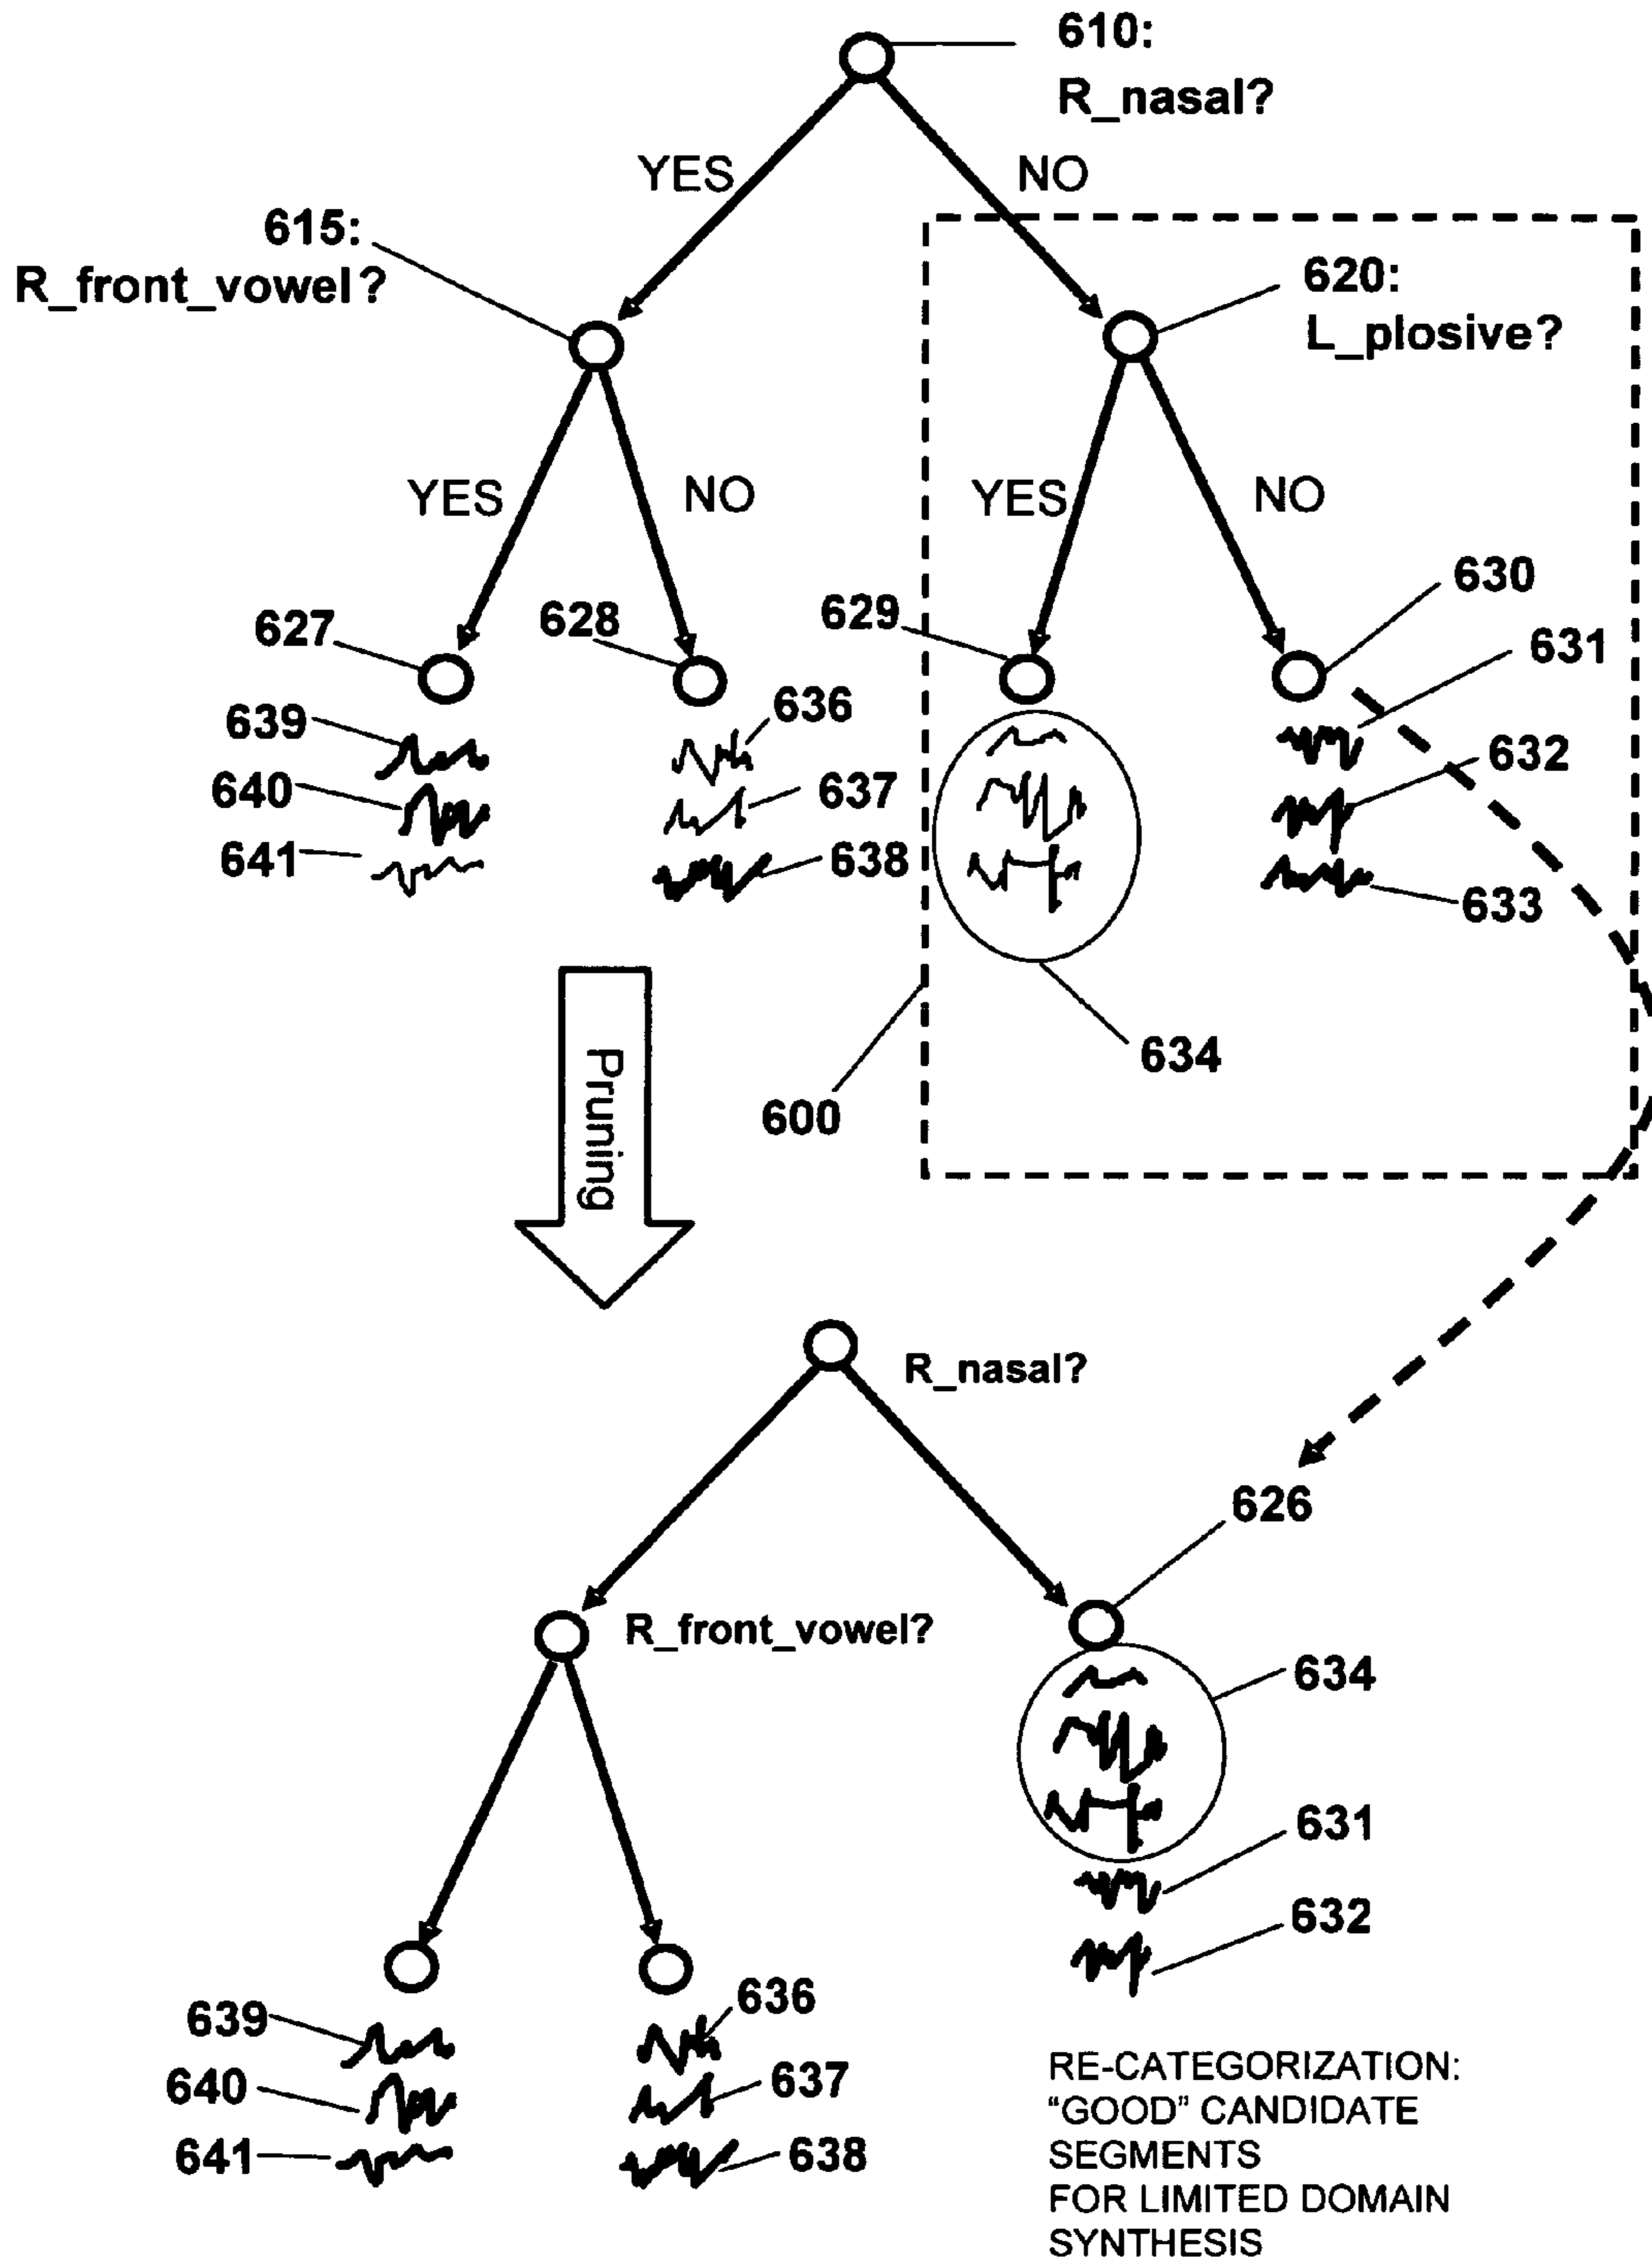 610:
R_nasal?
YES
NO
615:
R_front_vowel?
620:
L_plosive?
YES
NO
YES
NO
627
628
629
630
631
639
636
632
640
637
641
638
633
634
600
Pruning
R_nasal?
626
R_front_vowel?
634
631
632
639
636
640
637
641
638
RE-CATEGORIZATION:
“GOOD” CANDIDATE
SEGMENTS
FOR LIMITED DOMAIN
SYNTHESIS